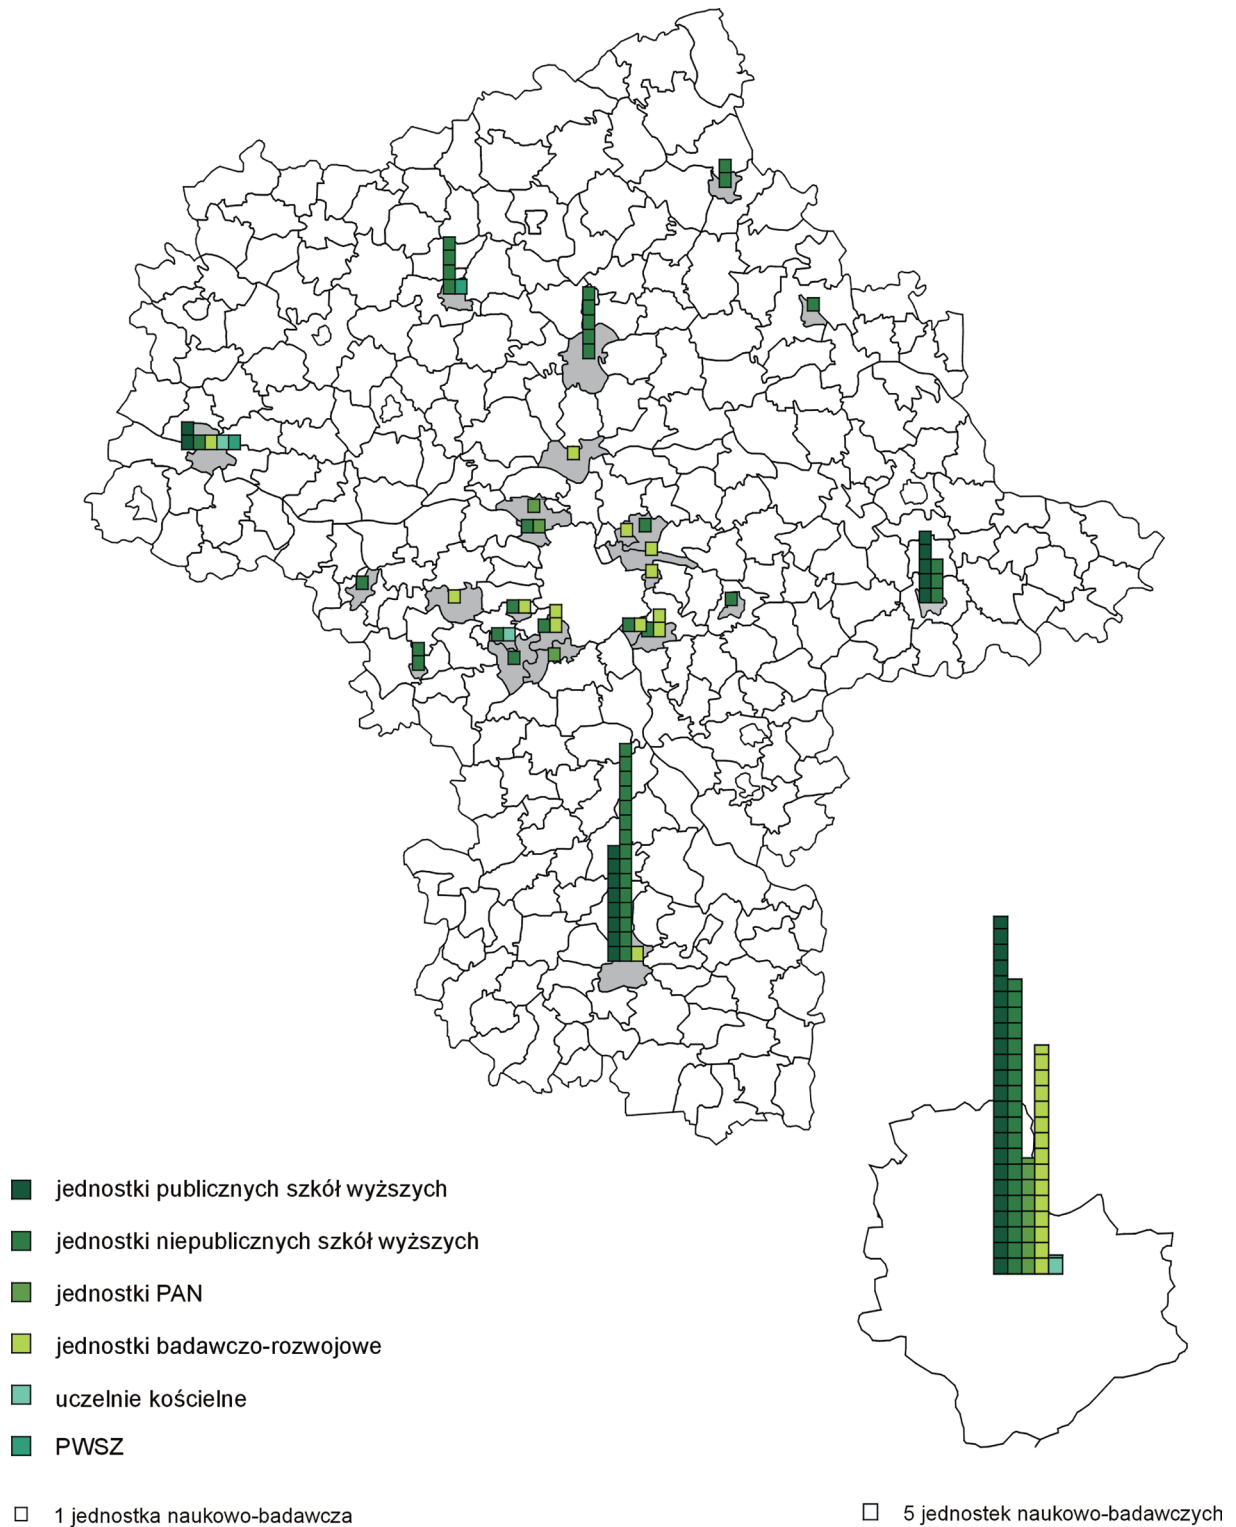 jednostki publicznych szkół wyższych
jednostki niepublicznych szkół wyższych
jednostki PAN
jednostki badawczo-rozwojowe
uczelnie kościelne
PWSZ
1 jednostka naukowo-badawcza
5 jednostek naukowo-badawczych